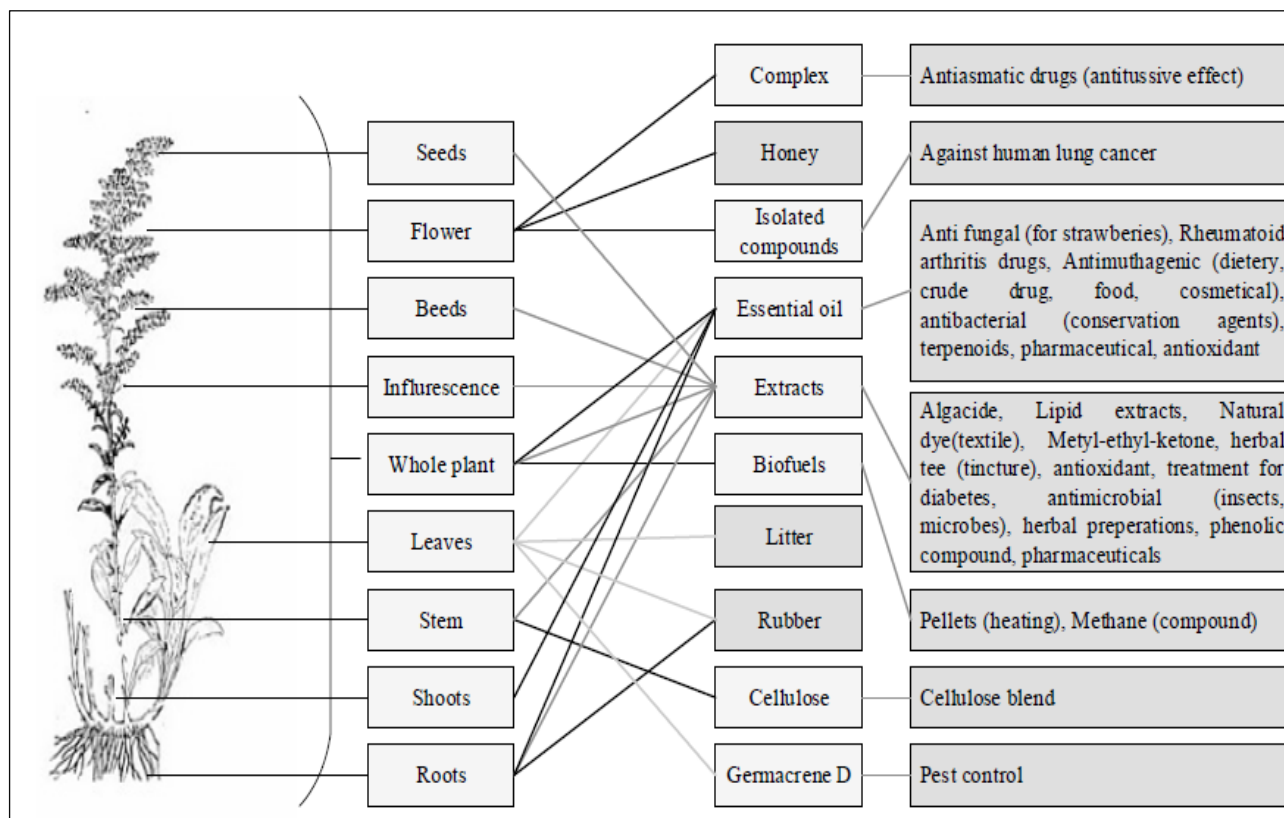 Complex
Antiasmatic drugs (antitussive effect)
Seeds
Honey
Against human lung cancer
Flower
Isolated
compounds
Anti fungal (for strawberies), Rheumatoid
arthritis drugs, Antimuthagenic (dietery,
crude drug, food, cosmetical),
antibacterial (conservation agents),
terpenoids, pharmaceutical, antioxidant
Beeds
Essential oil
Influrescence
Extracts
Algacide, Lipid extracts, Natural
dye(textile), Metyl-ethyl-ketone, herbal
tee (tincture), antioxidant, treatment for
diabetes, antimicrobial (insects,
microbes), herbal preperations, phenolic
compound, pharmaceuticals
Whole plant
Biofuels
Leaves
Litter
Stem
Rubber
Pellets (heating), Methane (compound)
Shoots
Cellulose
Cellulose blend
Roots
Germacrene D
Pest control